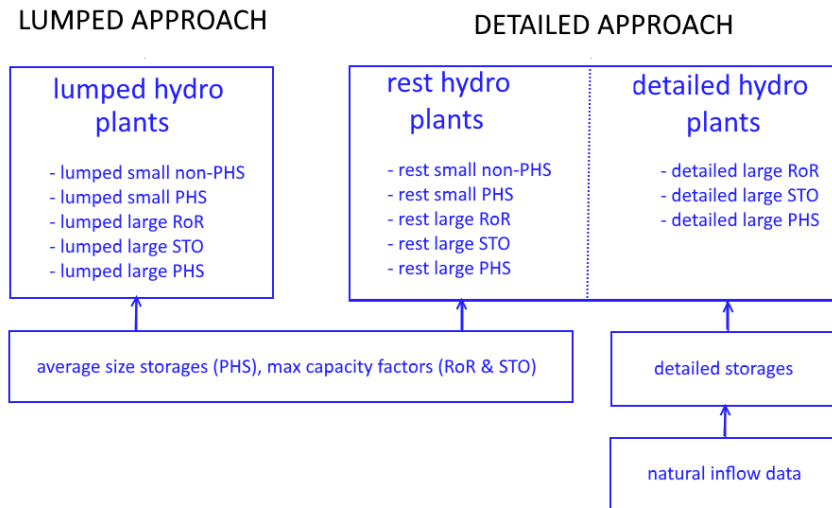 LUMPED APPROACH
DETAILED APPROACH
lumped hydro
plants
- lumped small non-PHS
- lumped small PHS
- lumped large RoR
- lumped large STO
- lumped large PHS
rest hydro
plants
- rest small non-PHS
- rest small PHS
- rest large RoR
- rest large STO
- rest large PHS
detailed hydro
plants
- detailed large RoR
- detailed large STO
- detailed large PHS
average size storages (PHS), max capacity factors (RoR & STO)
detailed storages
natural inflow data